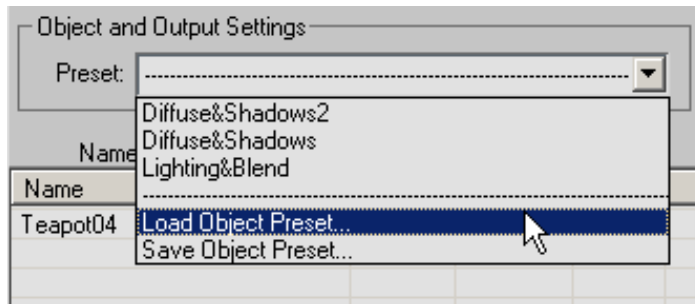 Object and Output Settings
Preset: --------------------------------------------------------------------
Diffuse&Shadows2
Diffuse&Shadows
Lighting&Blend
Name
--------------------------------------------------------------------
Name
Load Object Preset...
Teapot04
Save Object Preset...